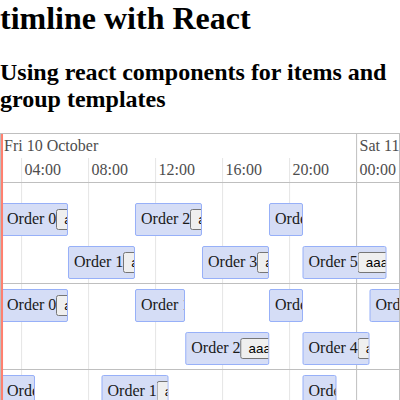 timline with React
Using react components for items and
group templates
Fri 10 October
Sat 11
04:00 08:00 12:00 16:00 20:00 00:00
Order 0 Order 2
Order 1 Order 3 Order 5 aaa
Order 0 Order
Order 2 aaa Order 4
Order 1